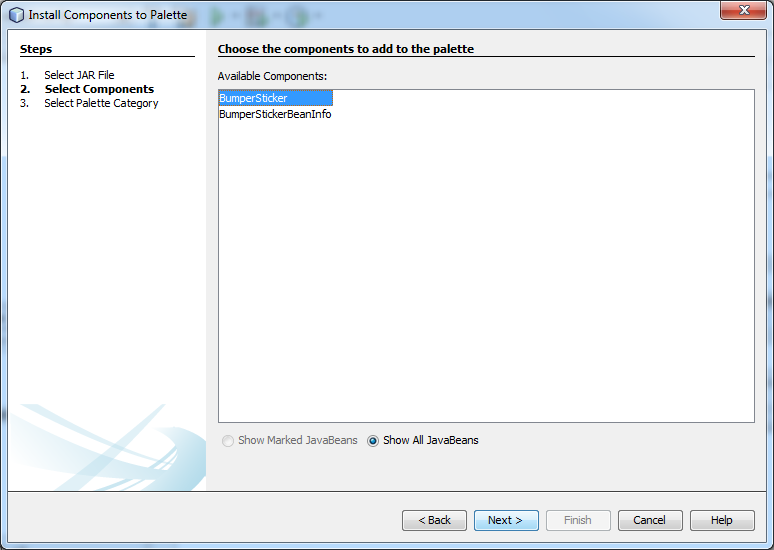 Install Components to Palette
Steps
1. Select JAR File
2. Select Components
3. Select Palette Category
Choose the components to add to the palette
Available Components:
BumperSticker
BumperStickerBeanInfo
Show Marked JavaBeans Show All JavaBeans
< Back Next > Finish Cancel Help